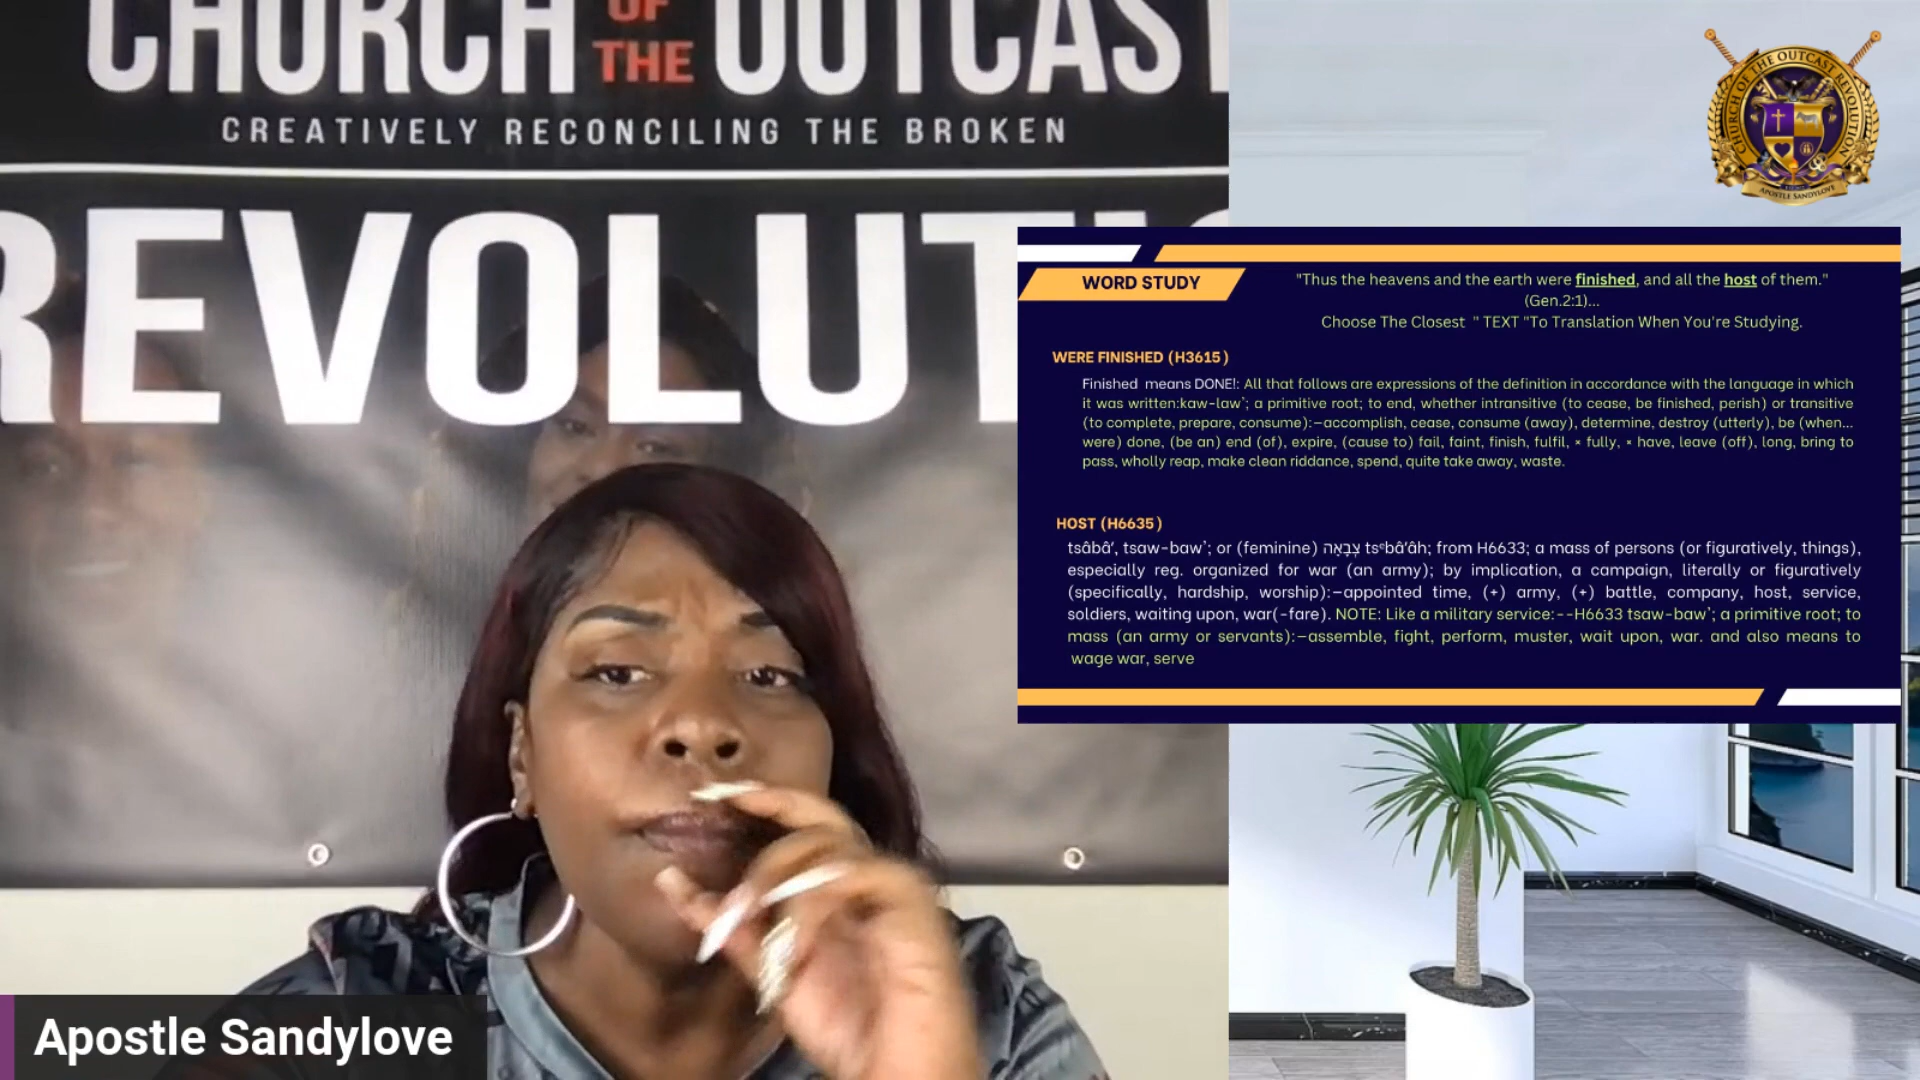 CHURCH OF THE OUTCAST
CREATIVELY RECONCILING THE BROKEN
REVOLUTI
CHURCH OF THE OUTCAST REVOLUTION
APOSTLE SANDYLOVE
WORD STUDY
"Thus the heavens and the earth were finished, and all the host of them."
(Gen.2:1)...
Choose The Closest " TEXT "To Translation When You're Studying.
WERE FINISHED (H3615)
Finished means DONE!: All that follows are expressions of the definition in accordance with the language in which
it was written:kaw-law'; a primitive root; to end, whether intransitive (to cease, be finished, perish) or transitive
(to complete, prepare, consume):—accomplish, cease, consume (away), determine, destroy (utterly), be (when...
were) done, (be an) end (of), expire, (cause to) fail, faint, finish, fulfil, × fully, × have, leave (off), long, bring to
pass, wholly reap, make clean riddance, spend, quite take away, waste.
HOST (H6635)
tsâbâʼ, tsaw-baw'; or (feminine) צְבָאָה tsᵉbâʼâh; from H6633; a mass of persons (or figuratively, things),
especially reg. organized for war (an army); by implication, a campaign, literally or figuratively
(specifically, hardship, worship):—appointed time, (+) army, (+) battle, company, host, service,
soldiers, waiting upon, war(-fare). NOTE: Like a military service:--H6633 tsaw-baw'; a primitive root; to
mass (an army or servants):—assemble, fight, perform, muster, wait upon, war. and also means to
wage war, serve
Apostle Sandylove